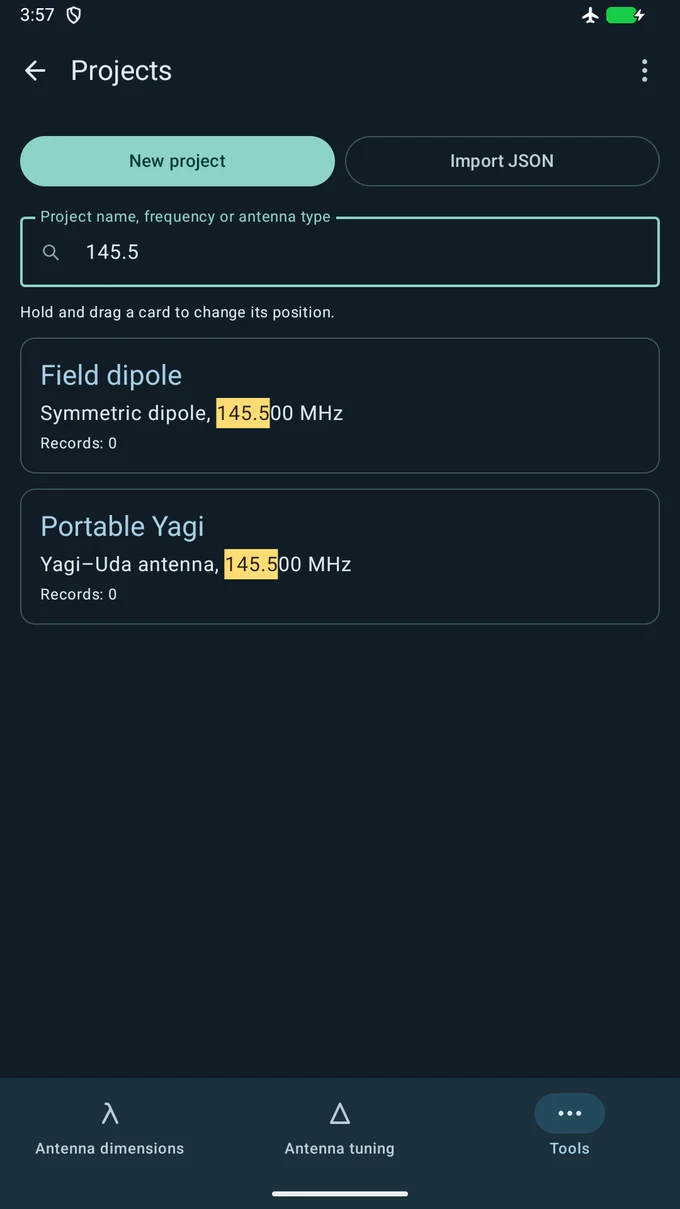 3:57
Projects
New project
Import JSON
Project name, frequency or antenna type
145.5
Hold and drag a card to change its position.
Field dipole
Symmetric dipole, 145.500 MHz
Records: 0
Portable Yagi
Yagi–Uda antenna, 145.500 MHz
Records: 0
λ
Antenna dimensions
Antenna tuning
Tools